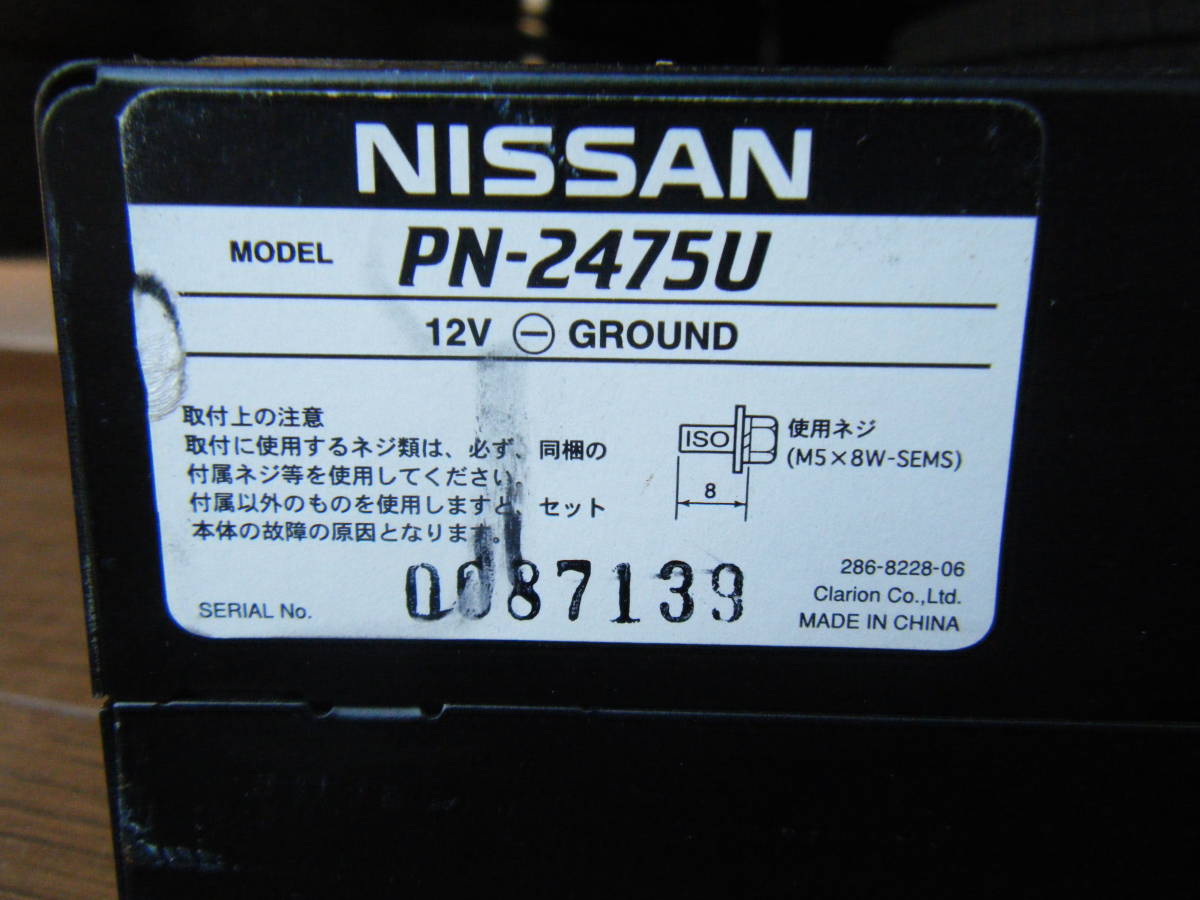 NISSAN
MODEL PN-2475U
12V ⊖ GROUND
取付上の注意
取付に使用するネジ類は、必ず、同梱の
付属ネジ等を使用してください。
付属以外のものを使用しますと、セット
本体の故障の原因となります。
ISO
8
使用ネジ
(M5×8W-SEMS)
SERIAL No. 0087139
286-8228-06
Clarion Co.,Ltd.
MADE IN CHINA